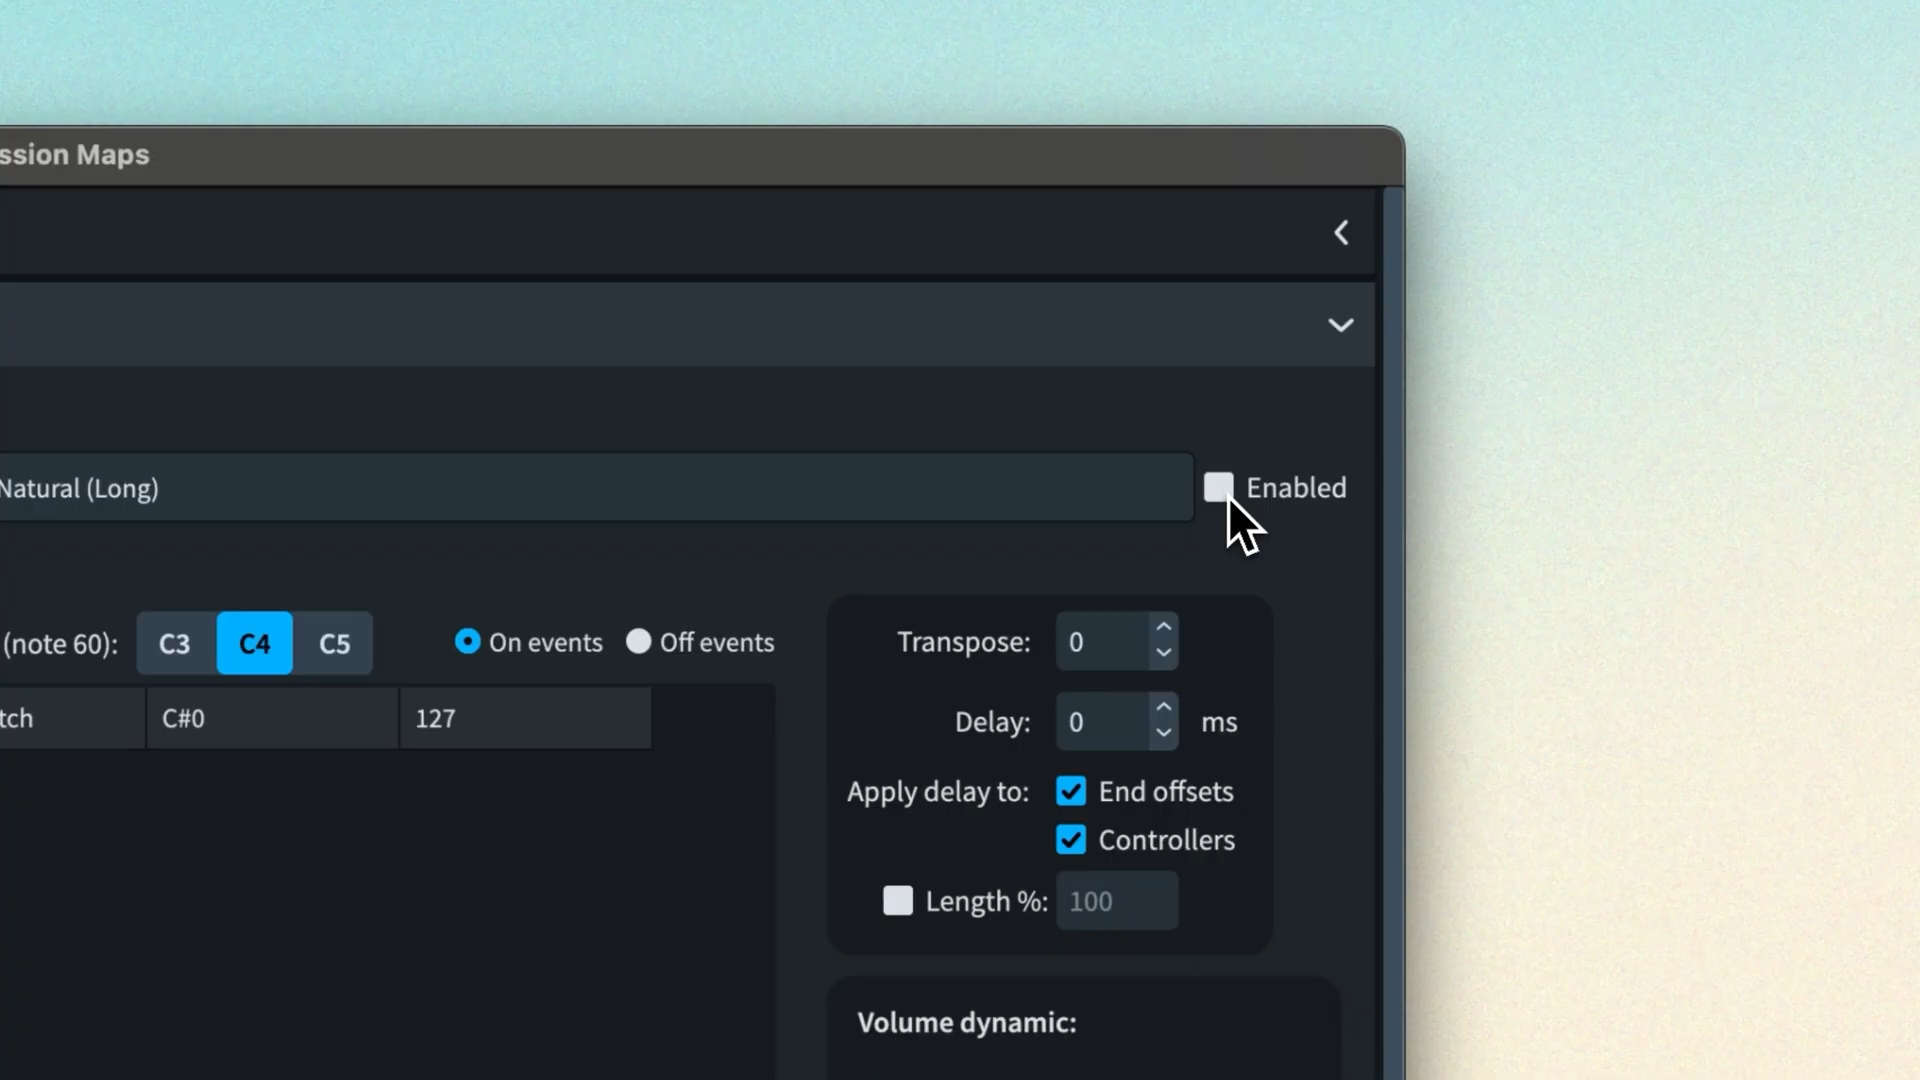 ssion Maps
Natural (Long)
Enabled
(note 60): C3 C4 C5 On events Off events
Transpose: 0
tch C#0 127
Delay: 0 ms
Apply delay to: End offsets
Controllers
Length %: 100
Volume dynamic: